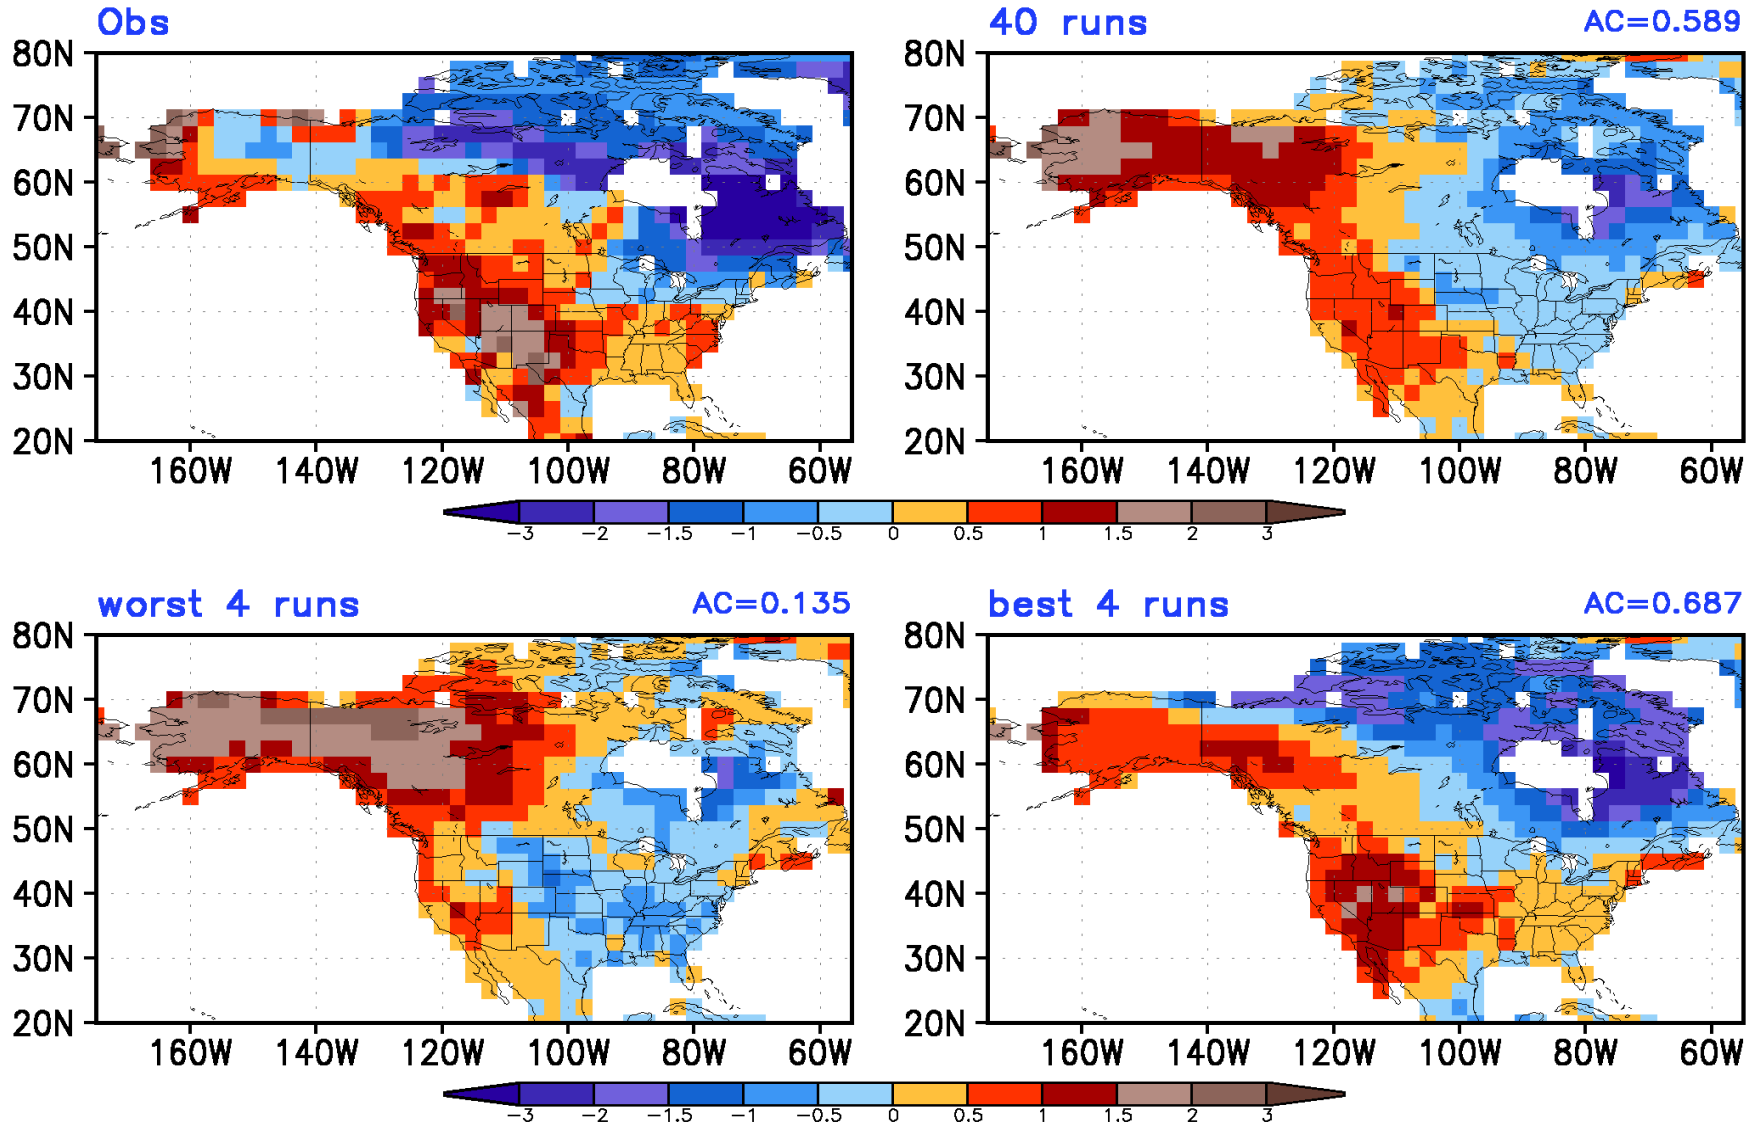 Obs
40 runs AC=0.589
80N 80N
70N 70N
60N 60N
50N 50N
40N 40N
30N 30N
20N 20N
160W 140W 120W 100W 80W 60W 160W 140W 120W 100W 80W 60W
-3 -2 -1.5 -1 -0.5 0 0.5 1 1.5 2 3
worst 4 runs AC=0.135
best 4 runs AC=0.687
80N 80N
70N 70N
60N 60N
50N 50N
40N 40N
30N 30N
20N 20N
160W 140W 120W 100W 80W 60W 160W 140W 120W 100W 80W 60W
-3 -2 -1.5 -1 -0.5 0 0.5 1 1.5 2 3